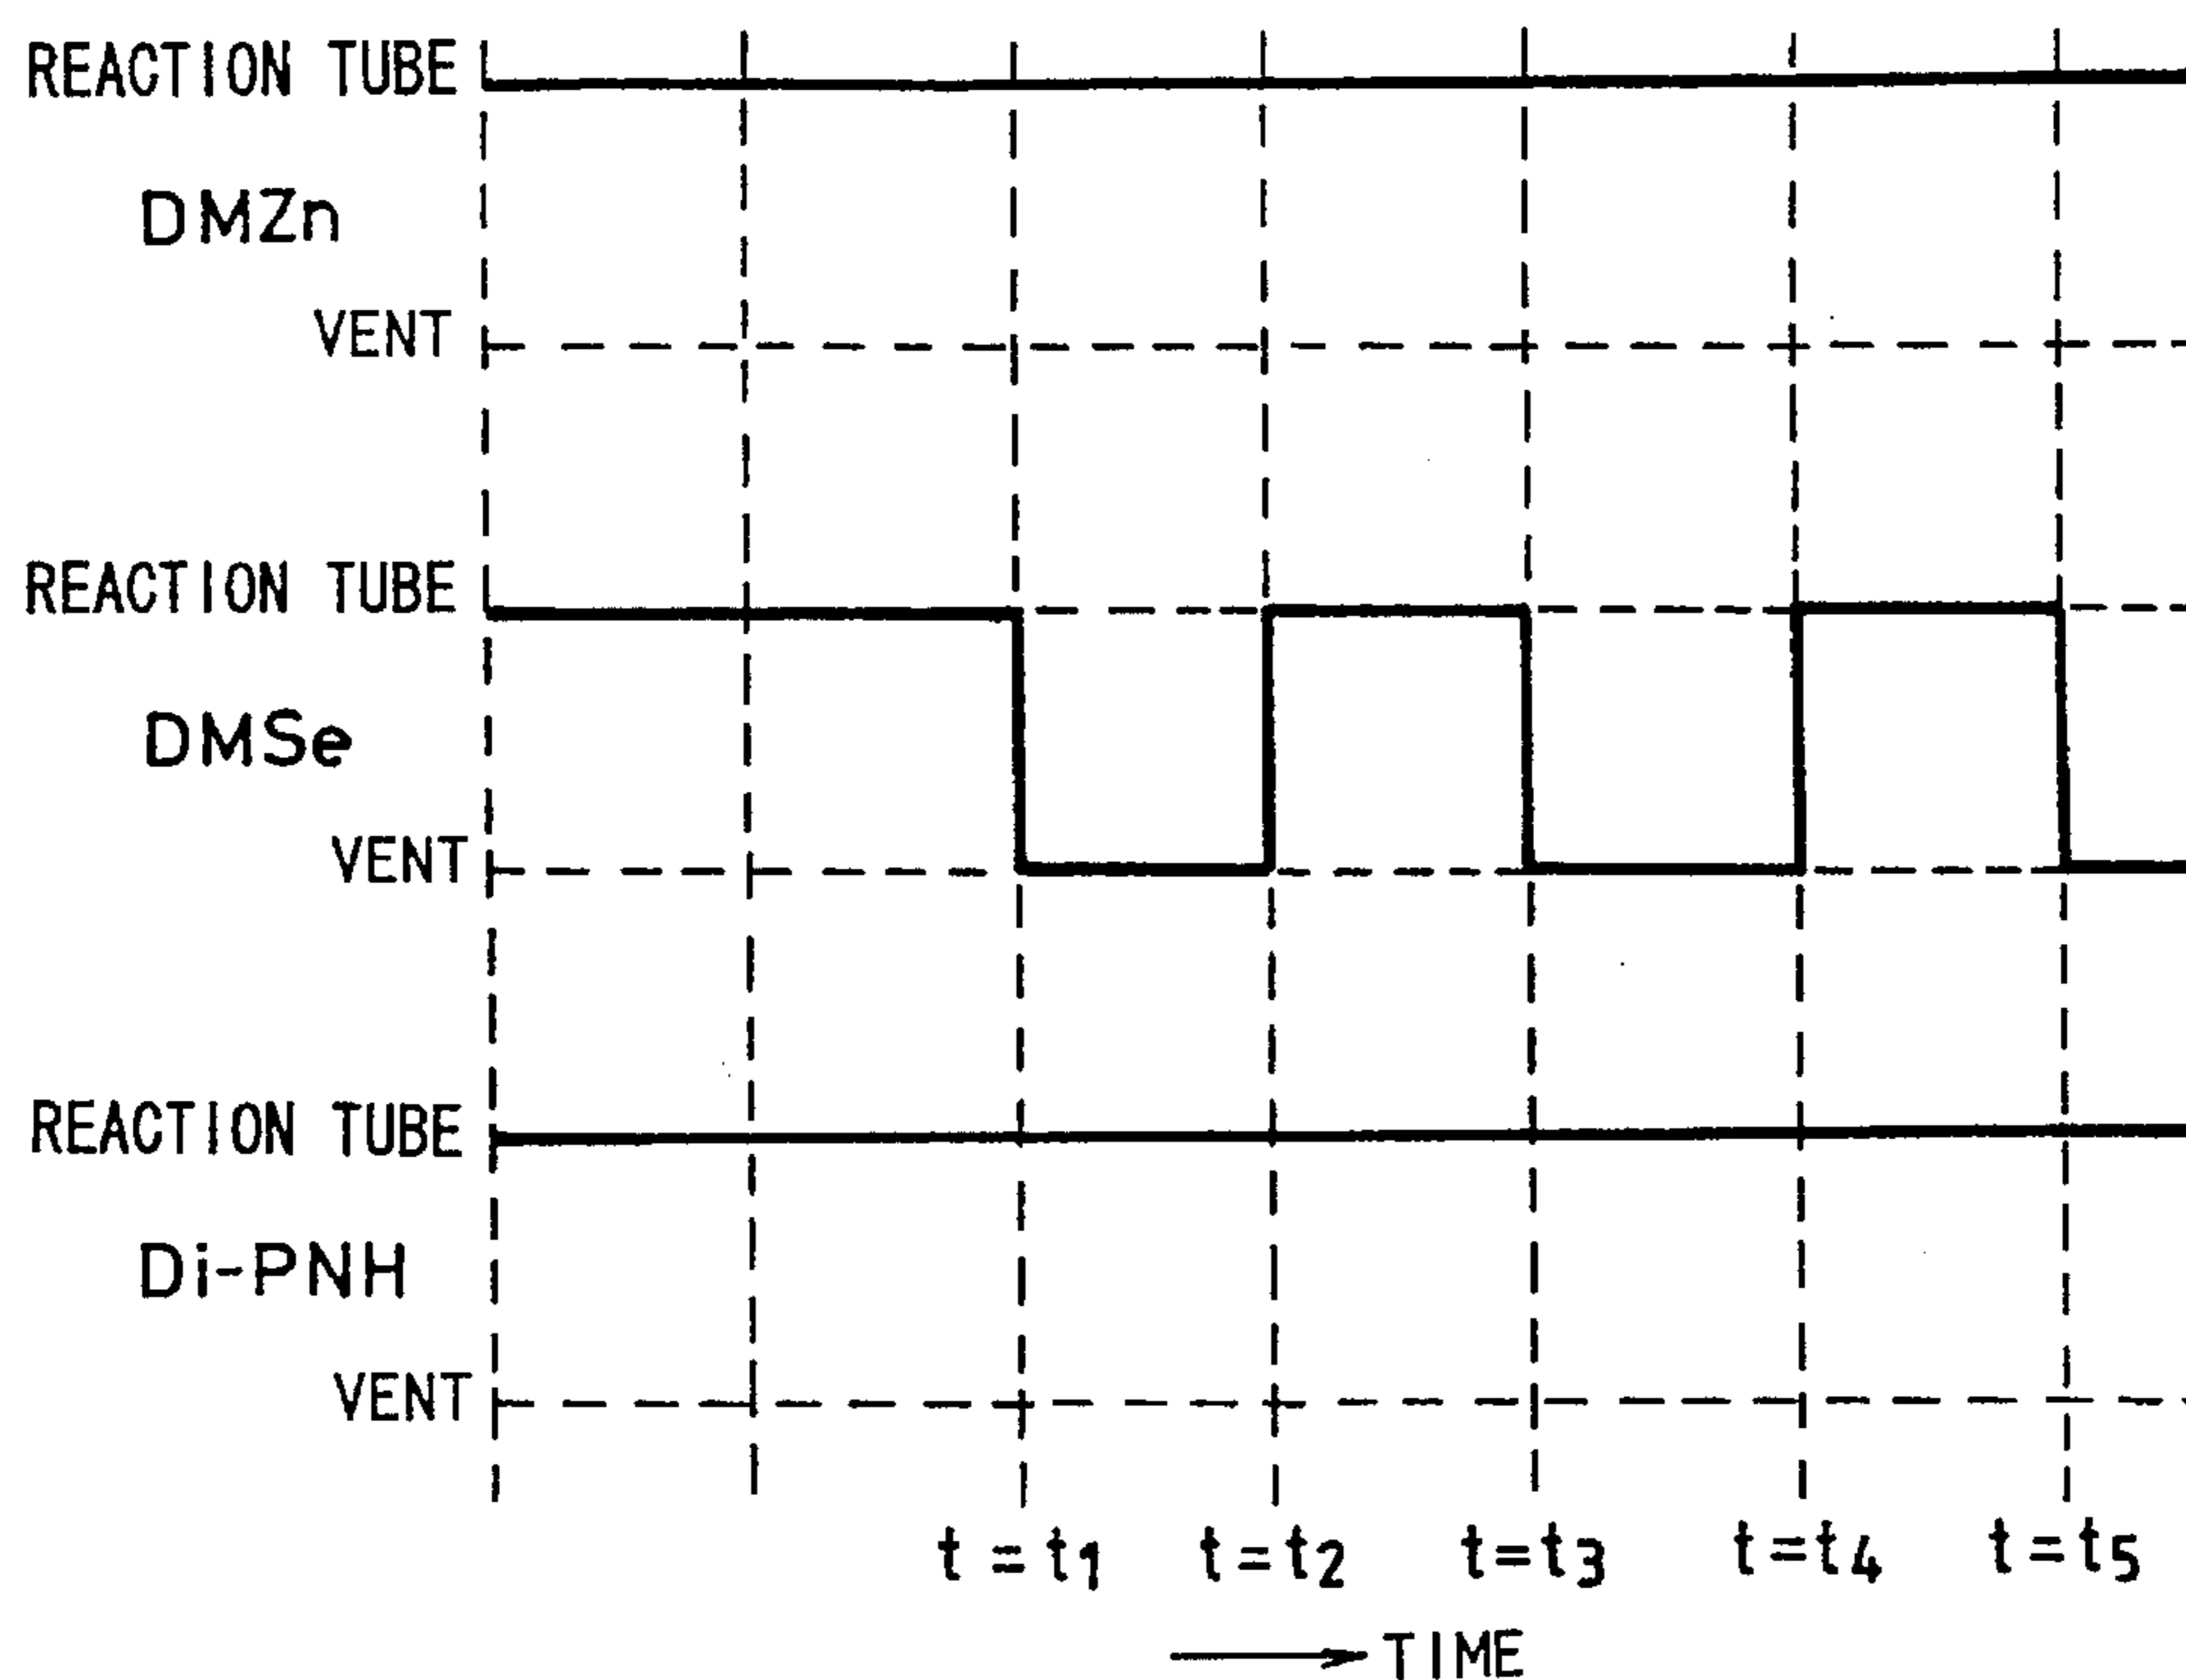 REACTION TUBE
DMZn
VENT
REACTION TUBE
DMSe
VENT
REACTION TUBE
Di-PNH
VENT
t=t1 t=t2 t=t3 t=t4 t=t5
TIME